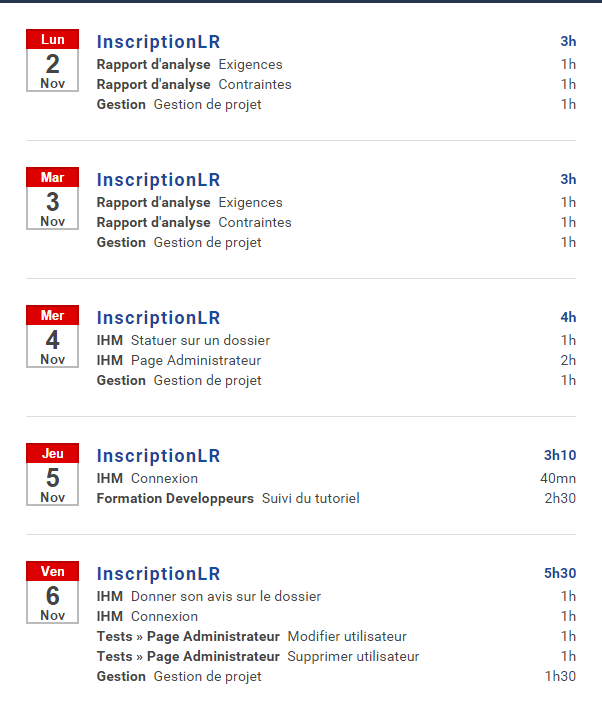 Lun
2
Nov
InscriptionLR 3h
Rapport d'analyse Exigences 1h
Rapport d'analyse Contraintes 1h
Gestion Gestion de projet 1h
Mar
3
Nov
InscriptionLR 3h
Rapport d'analyse Exigences 1h
Rapport d'analyse Contraintes 1h
Gestion Gestion de projet 1h
Mer
4
Nov
InscriptionLR 4h
IHM Statuer sur un dossier 1h
IHM Page Administrateur 2h
Gestion Gestion de projet 1h
Jeu
5
Nov
InscriptionLR 3h10
IHM Connexion 40mn
Formation Developpeurs Suivi du tutoriel 2h30
Ven
6
Nov
InscriptionLR 5h30
IHM Donner son avis sur le dossier 1h
IHM Connexion 1h
Tests » Page Administrateur Modifier utilisateur 1h
Tests » Page Administrateur Supprimer utilisateur 1h
Gestion Gestion de projet 1h30